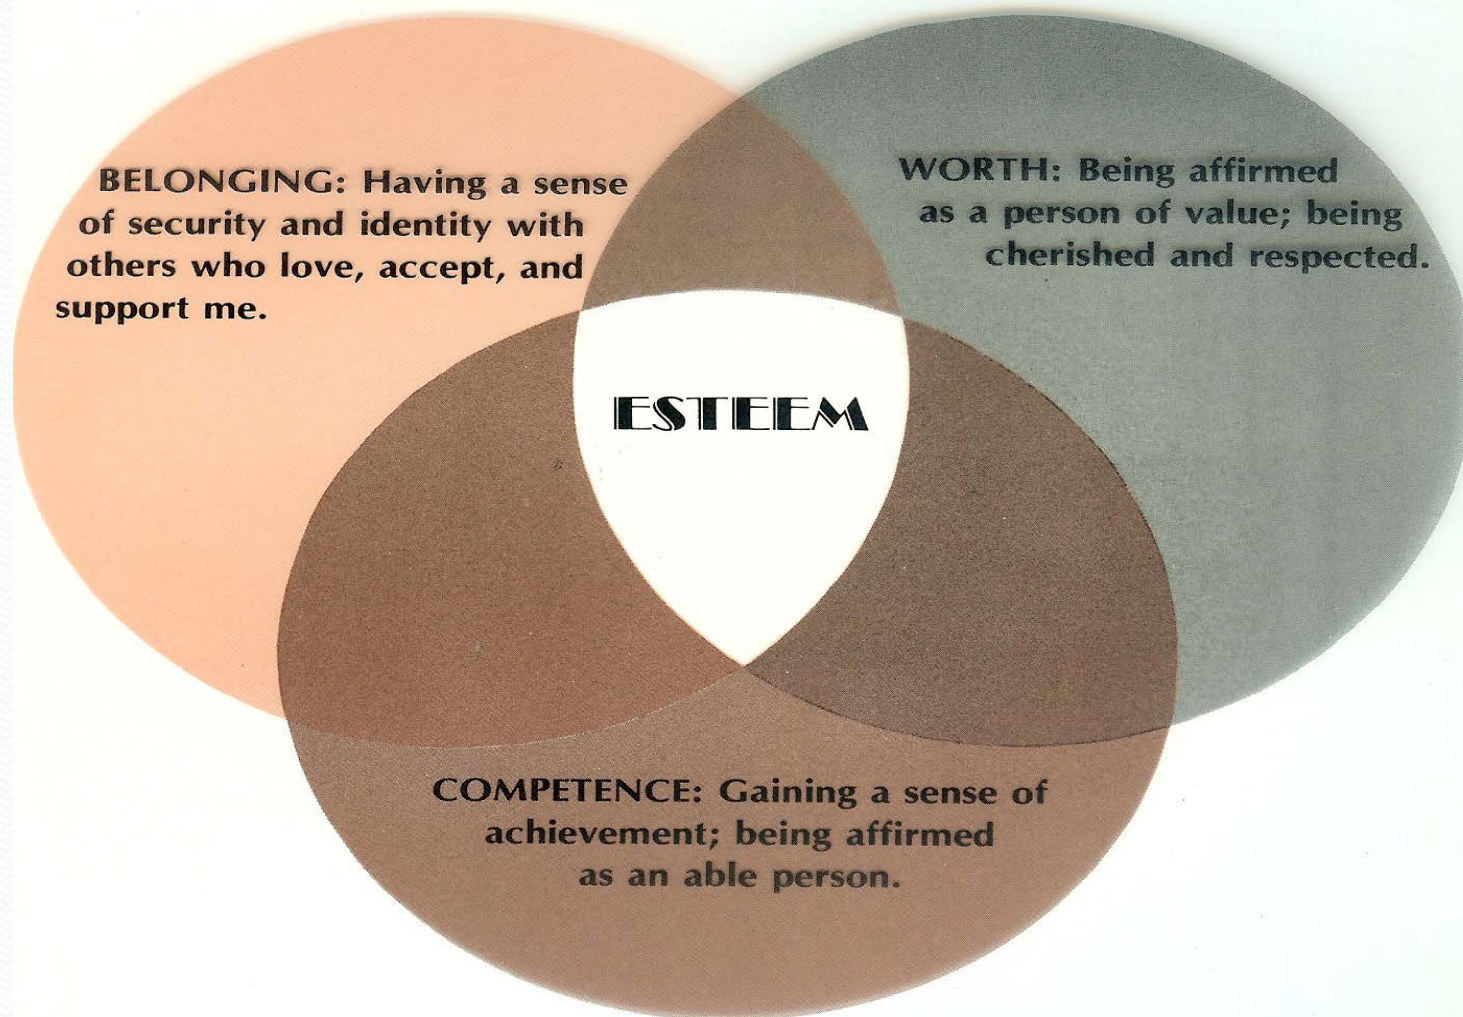 BELONGING: Having a sense
of security and identity with
others who love, accept, and
support me.
WORTH: Being affirmed
as a person of value; being
cherished and respected.
ESTEEM
COMPETENCE: Gaining a sense of
achievement; being affirmed
as an able person.